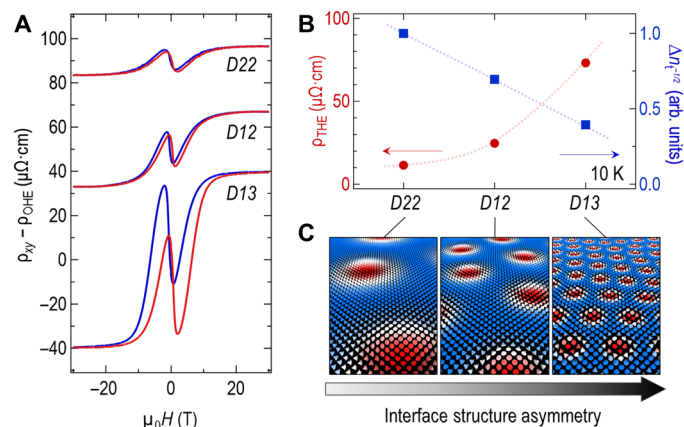 A
100
80
60
40
20
0
−20
−40
−20
0
20
D22
D12
D13
ρxy − ρOHE (μΩ·cm)
μ0H (T)
B
100
50
0
ρTHE (μΩ·cm)
1.0
0.5
0.0
Δnt^-1/2 (arb. units)
10 K
D22
D12
D13
C
Interface structure asymmetry